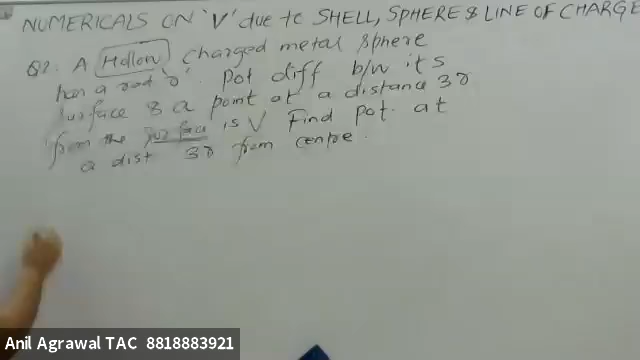 NUMERICALS ON 'V' due to SHELL, SPHERE & LINE OF CHARGE
Q2. A Hollow charged metal sphere
has a rad 'r'. Pot diff b/w its
surface & a point at a distance 3r
from the surface is V Find pot. at
a dist 3r from centre.
Anil Agrawal TAC 8818883921